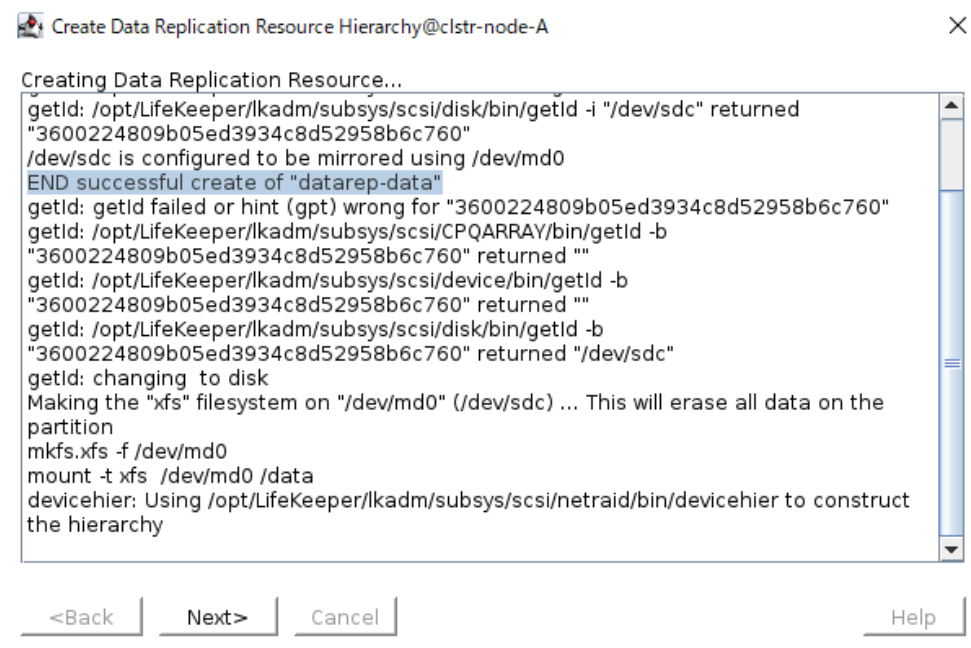 Create Data Replication Resource Hierarchy@clstr-node-A
Creating Data Replication Resource...
getId: /opt/LifeKeeper/lkadm/subsys/scsi/disk/bin/getId -i "/dev/sdc" returned
"3600224809b05ed3934c8d52958b6c760"
/dev/sdc is configured to be mirrored using /dev/md0
END successful create of "datarep-data"
getId: getId failed or hint (gpt) wrong for "3600224809b05ed3934c8d52958b6c760"
getId: /opt/LifeKeeper/lkadm/subsys/scsi/CPQARRAY/bin/getId -b
"3600224809b05ed3934c8d52958b6c760" returned ""
getId: /opt/LifeKeeper/lkadm/subsys/scsi/device/bin/getId -b
"3600224809b05ed3934c8d52958b6c760" returned ""
getId: /opt/LifeKeeper/lkadm/subsys/scsi/disk/bin/getId -b
"3600224809b05ed3934c8d52958b6c760" returned "/dev/sdc"
getId: changing  to disk
Making the "xfs" filesystem on "/dev/md0" (/dev/sdc) ... This will erase all data on the
partition
mkfs.xfs -f /dev/md0
mount -t xfs  /dev/md0 /data
devicehier: Using /opt/LifeKeeper/lkadm/subsys/scsi/netraid/bin/devicehier to construct
the hierarchy
<Back
Next>
Cancel
Help